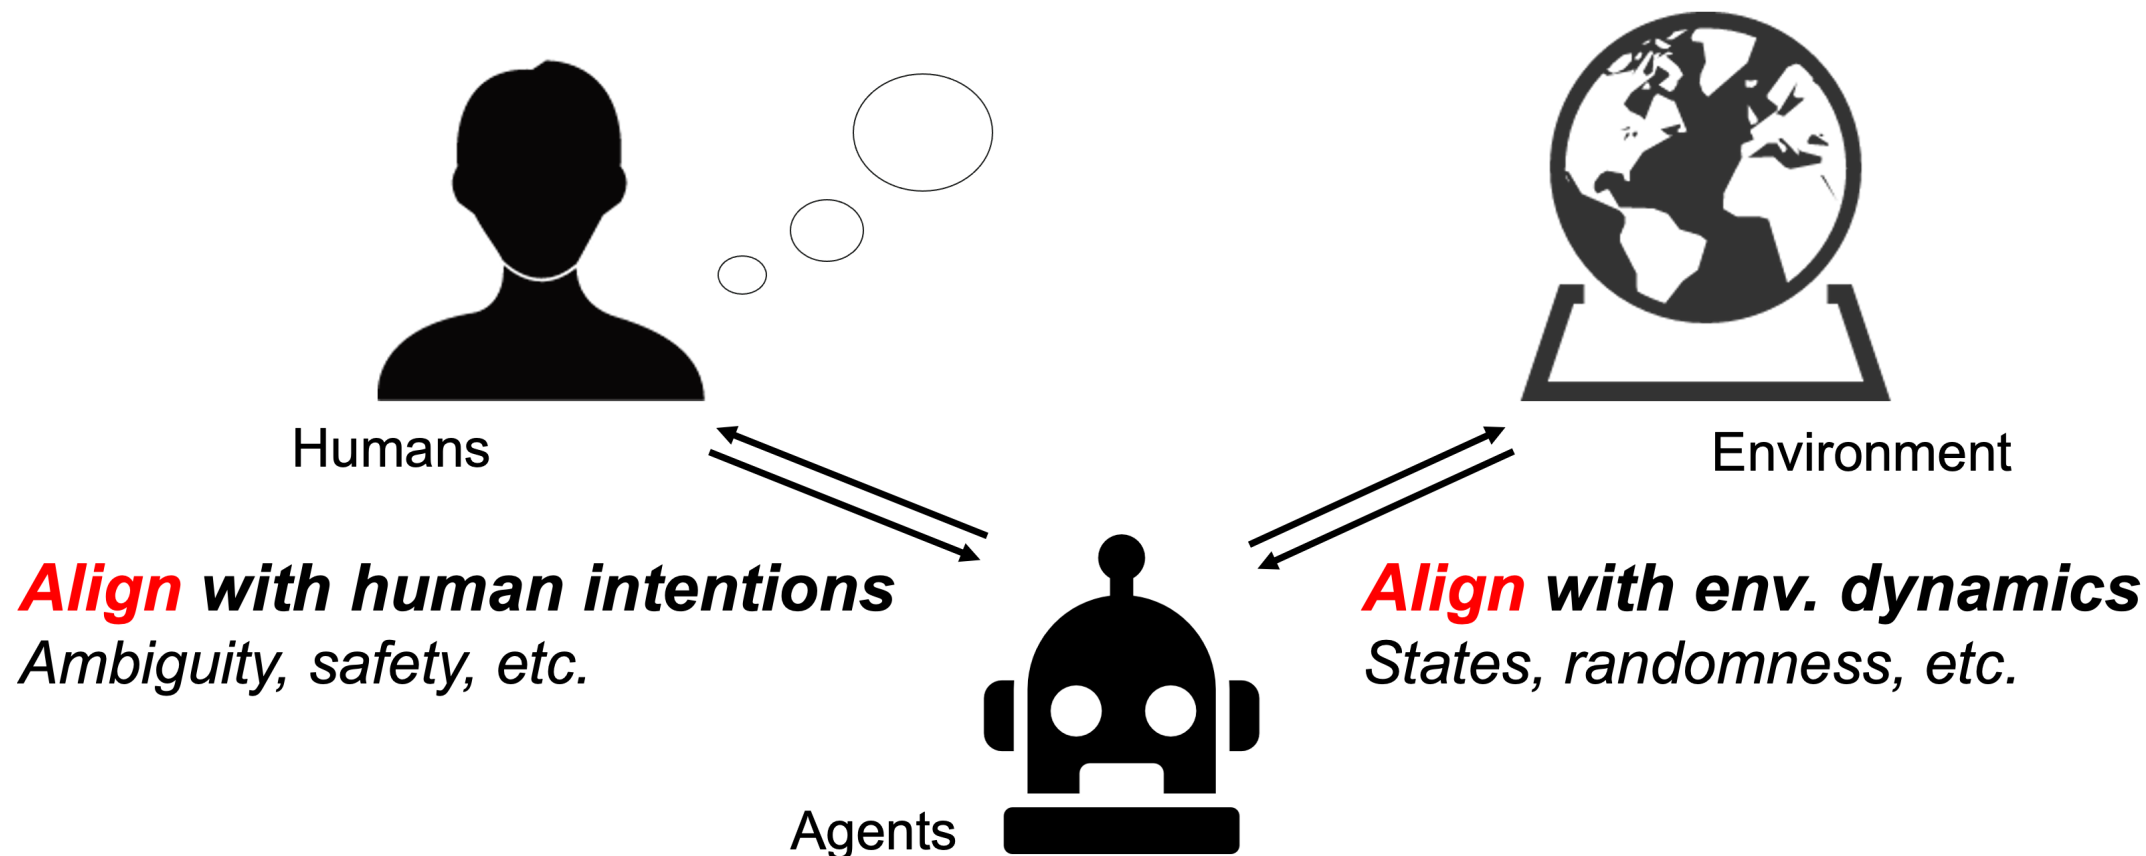 Humans
Environment
Align with human intentions
Ambiguity, safety, etc.
Align with env. dynamics
States, randomness, etc.
Agents